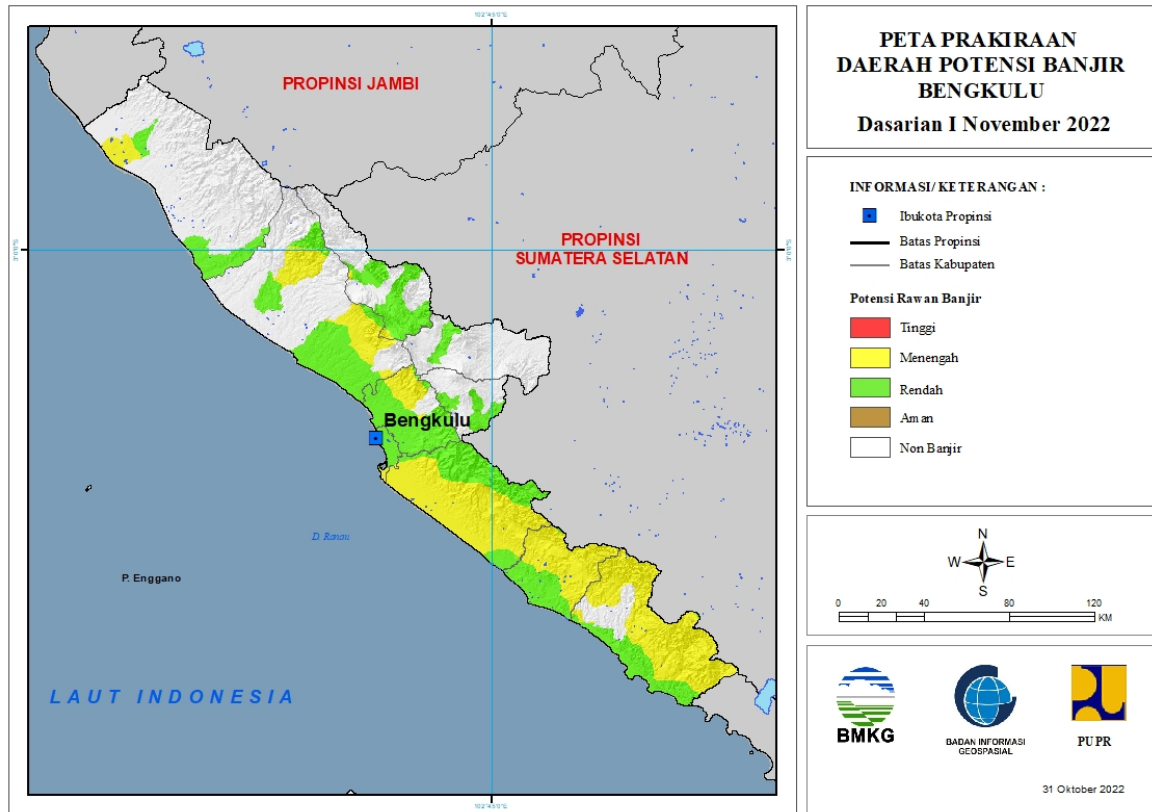 PETA PRAKIRAAN
DAERAH POTENSI BANJIR
BENGKULU
Dasarian I November 2022
INFORMASI/ KETERANGAN :
Ibukota Propinsi
Batas Propinsi
Batas Kabupaten
Potensi Rawan Banjir
Tinggi
Menengah
Rendah
Aman
Non Banjir
N
W E
S
0 20 40 80 120
KM
BMKG
BADAN INFORMASI
GEOSPASIAL
PUPR
31 Oktober 2022
PROPINSI JAMBI
PROPINSI
SUMATERA SELATAN
Bengkulu
D. Ranau
P. Enggano
LAUT INDONESIA